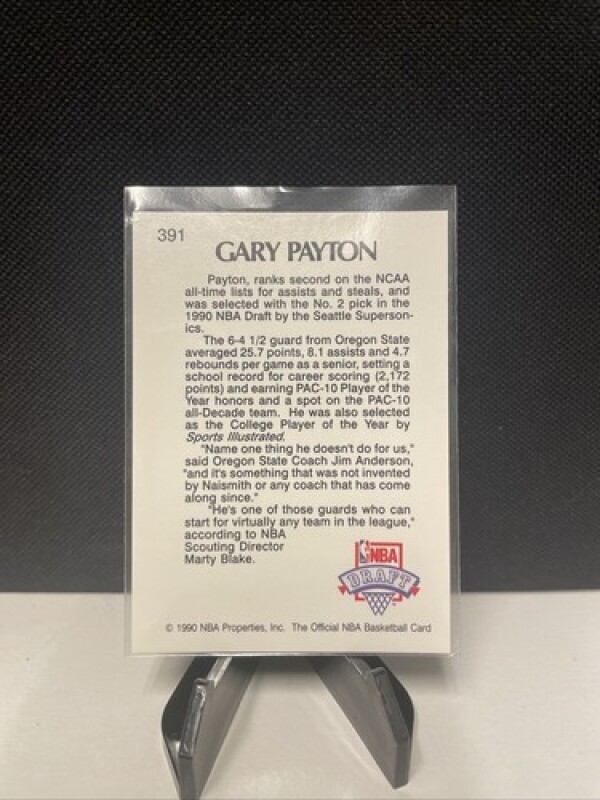 391
GARY PAYTON
Payton, ranks second on the NCAA
all-time lists for assists and steals, and
was selected with the No. 2 pick in the
1990 NBA Draft by the Seattle Superson-
ics.
The 6-4 1/2 guard from Oregon State
averaged 25.7 points, 8.1 assists and 4.7
rebounds per game as a senior, setting a
school record for career scoring (2,172
points) and earning PAC-10 Player of the
Year honors and a spot on the PAC-10
all-Decade team. He was also selected
as the College Player of the Year by
Sports Illustrated.
"Name one thing he doesn't do for us,"
said Oregon State Coach Jim Anderson,
"and it's something that was not invented
by Naismith or any coach that has come
along since."
"He's one of those guards who can
start for virtually any team in the league,"
according to NBA
Scouting Director
Marty Blake.
NBA
DRAFT
© 1990 NBA Properties, Inc. The Official NBA Basketball Card